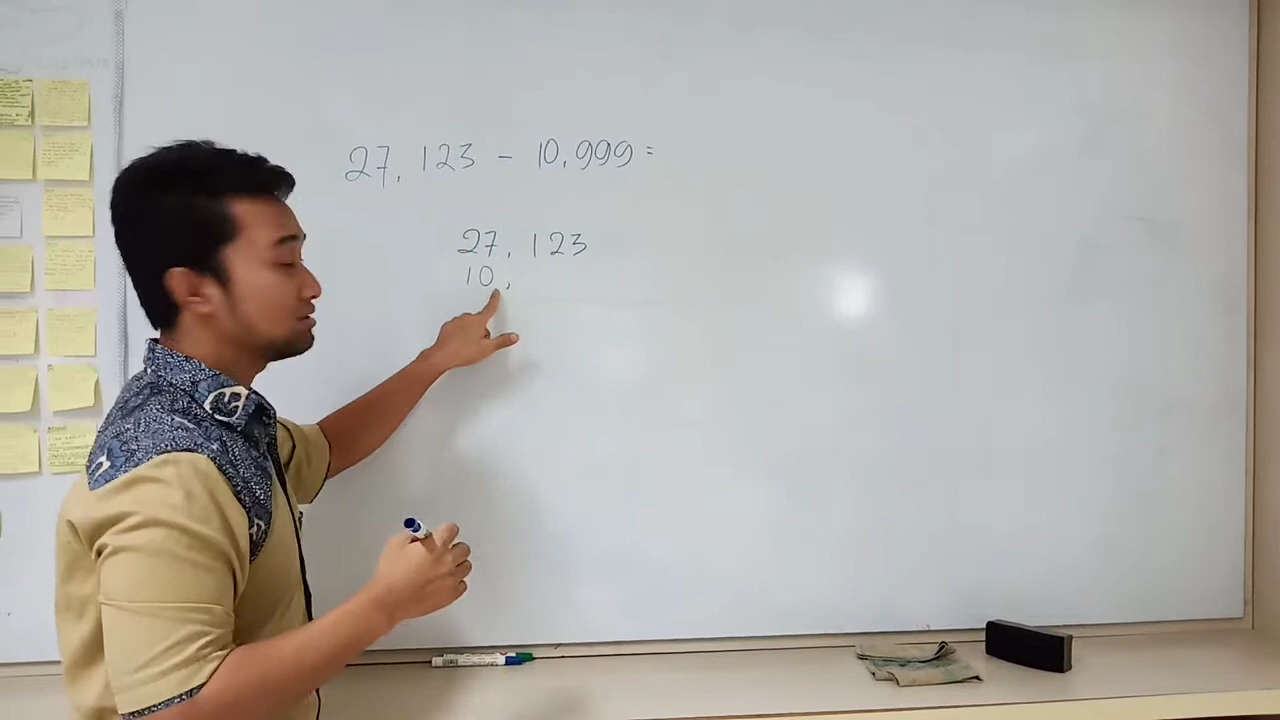 27,123 - 10,999 =
27,123
10,